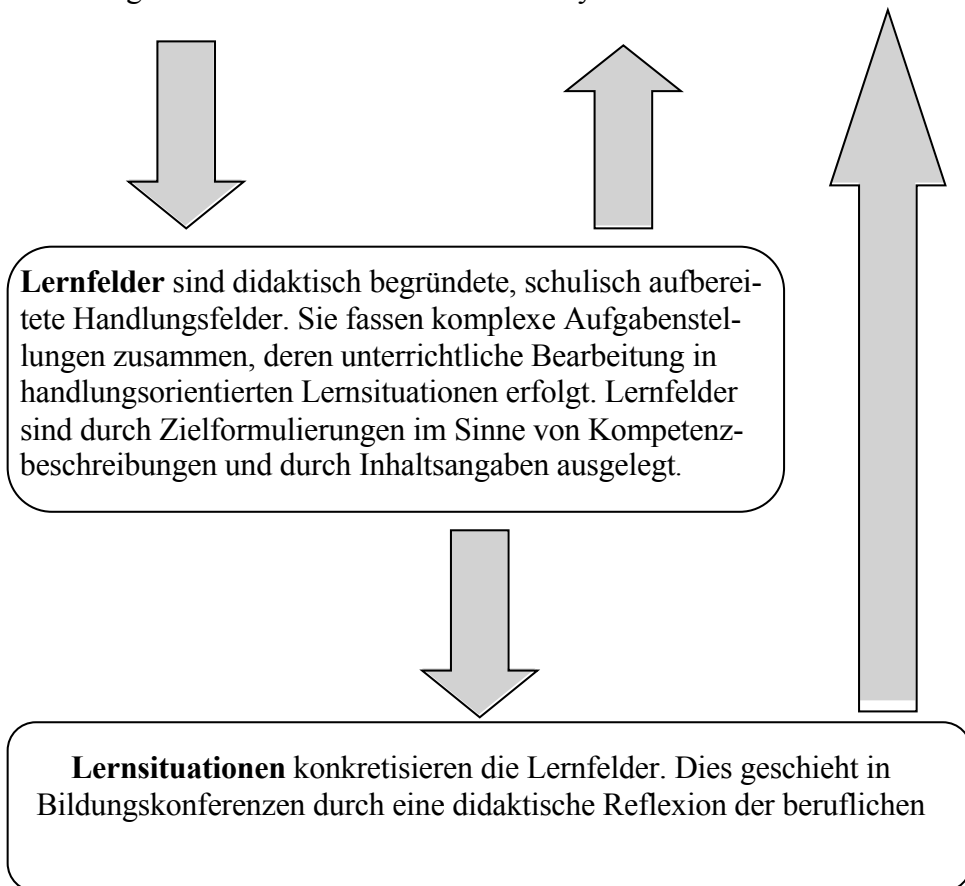 Lernfelder sind didaktisch begründete, schulisch aufberei-
tete Handlungsfelder. Sie fassen komplexe Aufgabenstel-
lungen zusammen, deren unterrichtliche Bearbeitung in
handlungsorientierten Lernsituationen erfolgt. Lernfelder
sind durch Zielformulierungen im Sinne von Kompetenz-
beschreibungen und durch Inhaltsangaben ausgelegt.
Lernsituationen konkretisieren die Lernfelder. Dies geschieht in
Bildungskonferenzen durch eine didaktische Reflexion der beruflichen